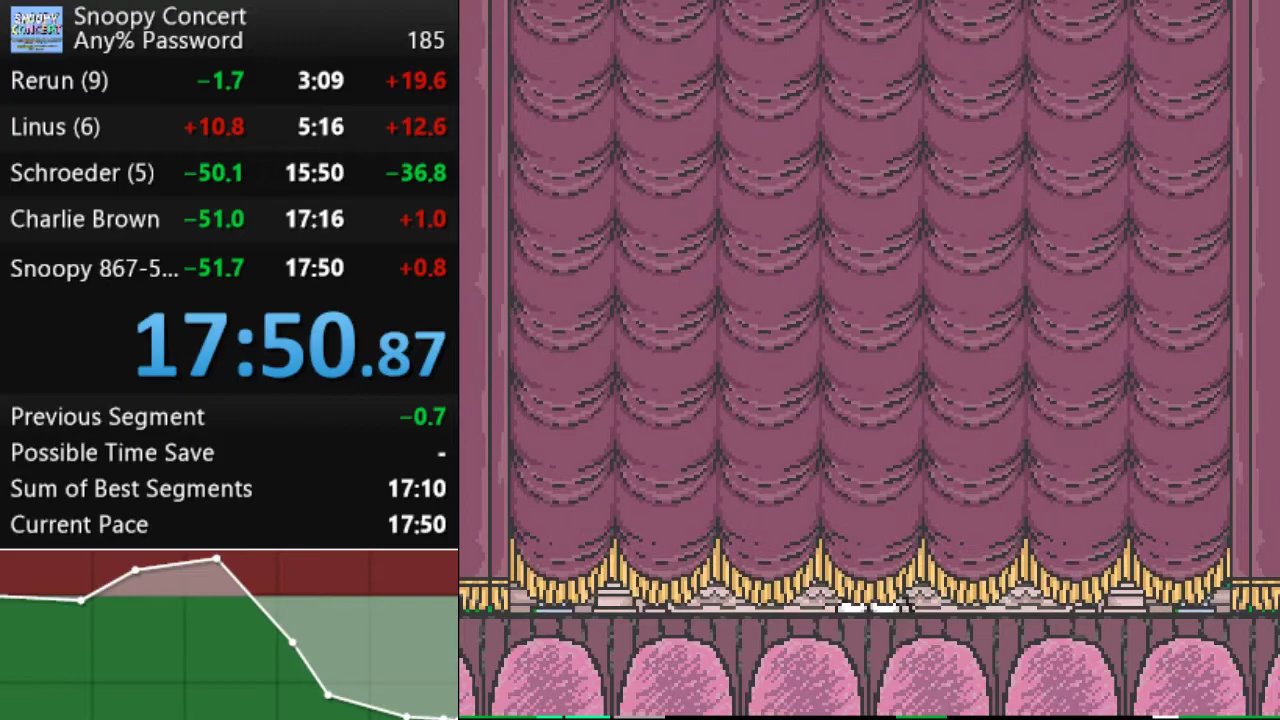 SNOOPY
CONCERT
Snoopy Concert
Any% Password 185
Rerun (9) −1.7 3:09 +19.6
Linus (6) +10.8 5:16 +12.6
Schroeder (5) −50.1 15:50 −36.8
Charlie Brown −51.0 17:16 +1.0
Snoopy 867-5... −51.7 17:50 +0.8
17:50.87
Previous Segment −0.7
Possible Time Save -
Sum of Best Segments 17:10
Current Pace 17:50